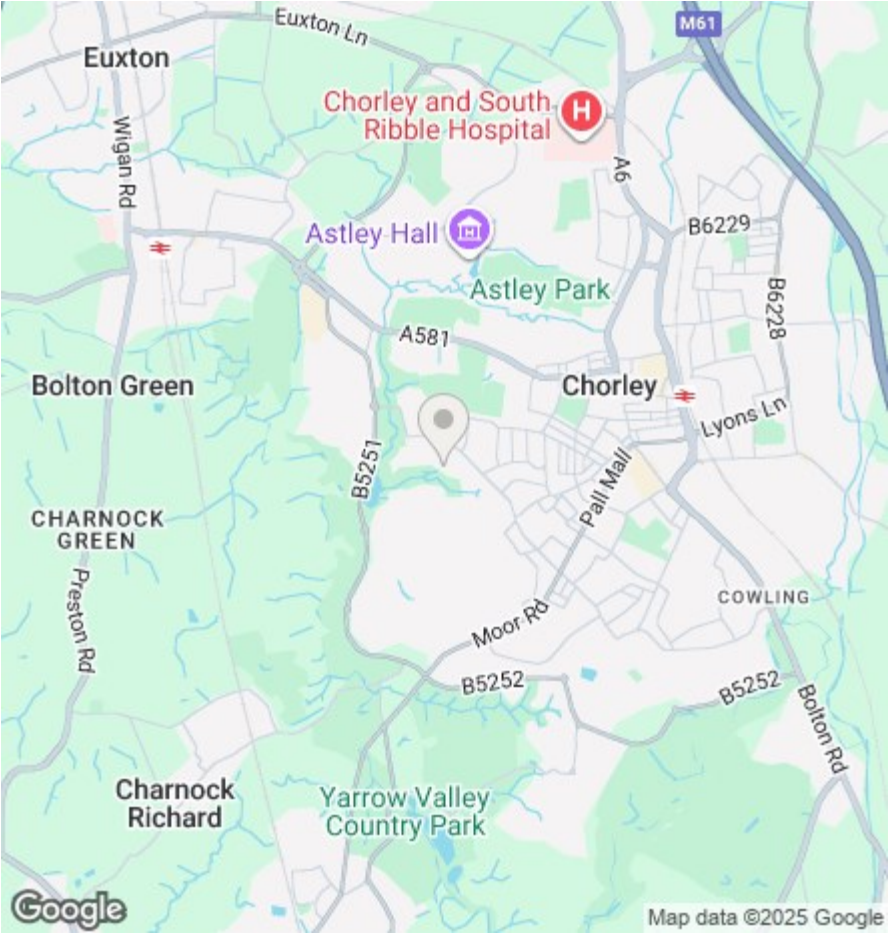 M61
Euxton Ln
Euxton
Chorley and South
Ribble Hospital
H
Wigan Rd
A6
Astley Hall
B6229
Astley Park
B6228
A581
Bolton Green
Chorley
Lyons Ln
B5251
Pall Mall
CHARNOCK
GREEN
Preston Rd
COWLING
Moor Rd
B5252
B5252
Bolton Rd
Charnock
Richard
Yarrow Valley
Country Park
Google
Map data ©2025 Google